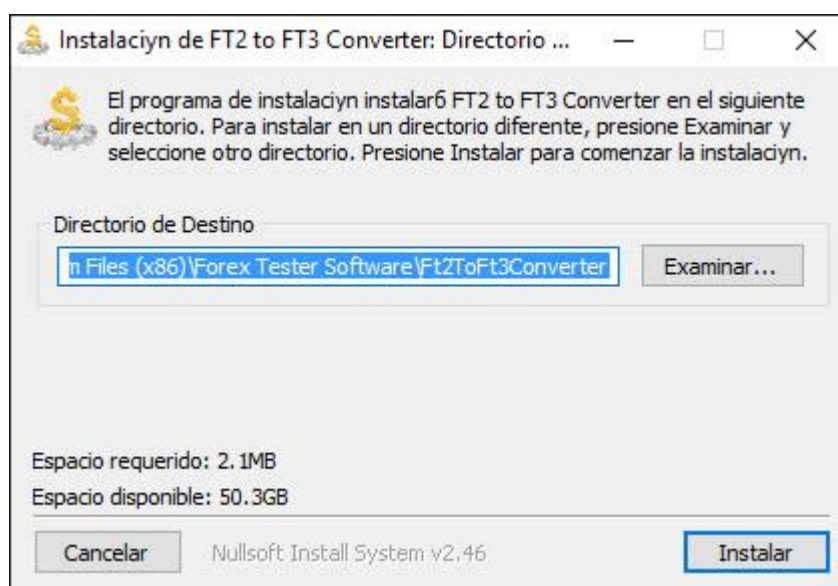 Instalaciyn de FT2 to FT3 Converter: Directorio ...
El programa de instalaciyn instalarб FT2 to FT3 Converter en el siguiente
directorio. Para instalar en un directorio diferente, presione Examinar y
seleccione otro directorio. Presione Instalar para comenzar la instalaciyn.
Directorio de Destino
n Files (x86)\Forex Tester Software\Ft2ToFt3Converter
Examinar...
Espacio requerido: 2.1MB
Espacio disponible: 50.3GB
Cancelar
Nullsoft Install System v2.46
Instalar